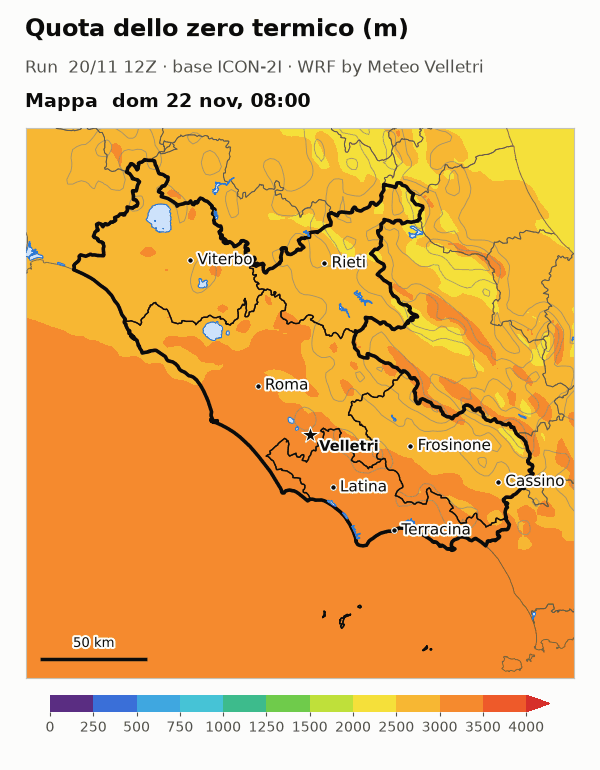 Quota dello zero termico (m)
Run 20/11 12Z · base ICON-2I · WRF by Meteo Velletri
Mappa dom 22 nov, 08:00
Viterbo
Rieti
Roma
Velletri
Frosinone
Cassino
Latina
Terracina
50 km
0 250 500 750 1000 1250 1500 2000 2500 3000 3500 4000